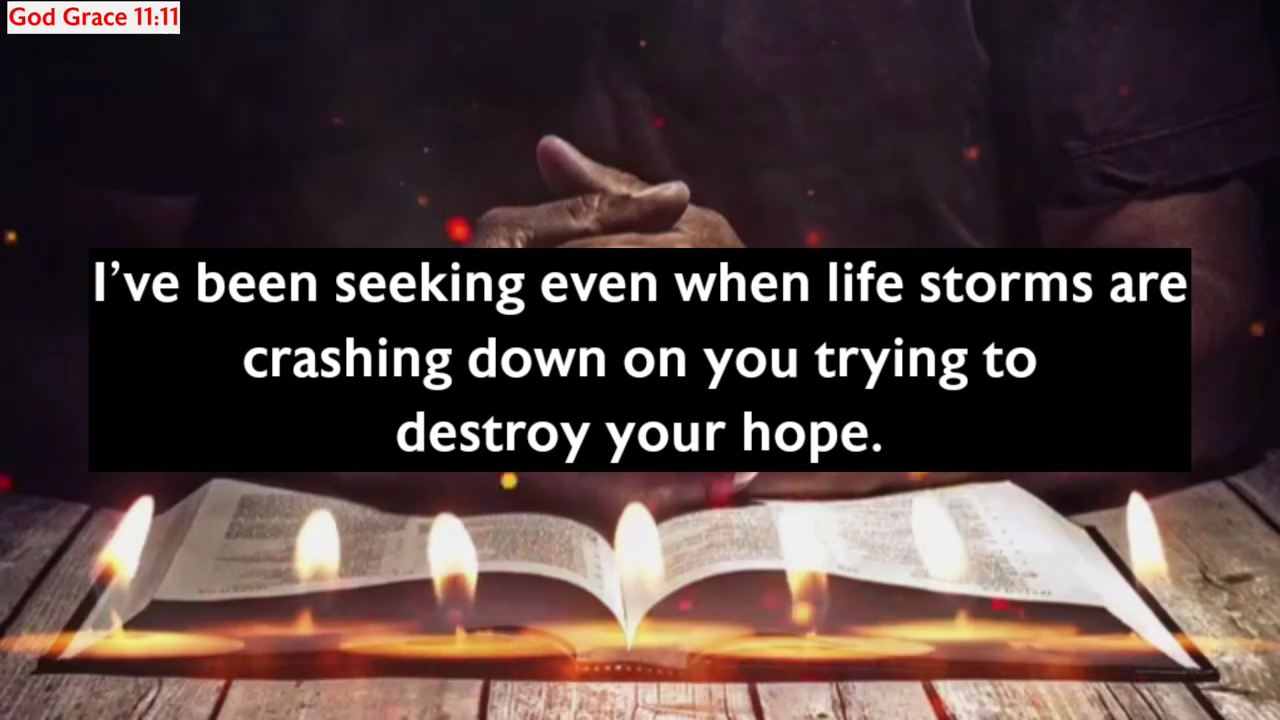 God Grace 11:11
I’ve been seeking even when life storms are
crashing down on you trying to
destroy your hope.